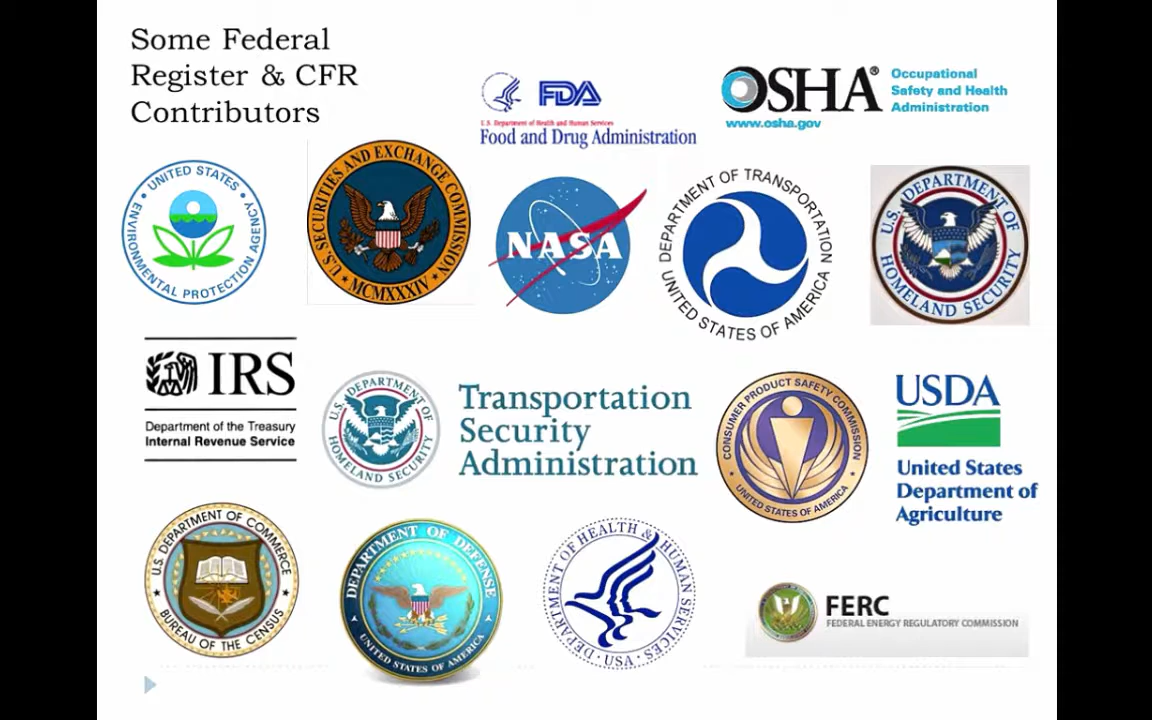 Some Federal
Register & CFR
Contributors
FDA
U.S. Department of Health and Human Services
Food and Drug Administration
OSHA®
www.osha.gov
Occupational
Safety and Health
Administration
UNITED STATES
ENVIRONMENTAL PROTECTION AGENCY
U.S. SECURITIES AND EXCHANGE COMMISSION
MCMXXXIV
NASA
DEPARTMENT OF TRANSPORTATION
UNITED STATES OF AMERICA
U.S. DEPARTMENT OF
HOMELAND SECURITY
IRS
Department of the Treasury
Internal Revenue Service
U.S. DEPARTMENT OF
HOMELAND SECURITY
Transportation
Security
Administration
CONSUMER PRODUCT SAFETY COMMISSION
UNITED STATES OF AMERICA
USDA
United States
Department of
Agriculture
U.S. DEPARTMENT OF COMMERCE
BUREAU OF THE CENSUS
DEPARTMENT OF DEFENSE
UNITED STATES OF AMERICA
DEPARTMENT OF HEALTH & HUMAN SERVICES
USA
FERC
FEDERAL ENERGY REGULATORY COMMISSION